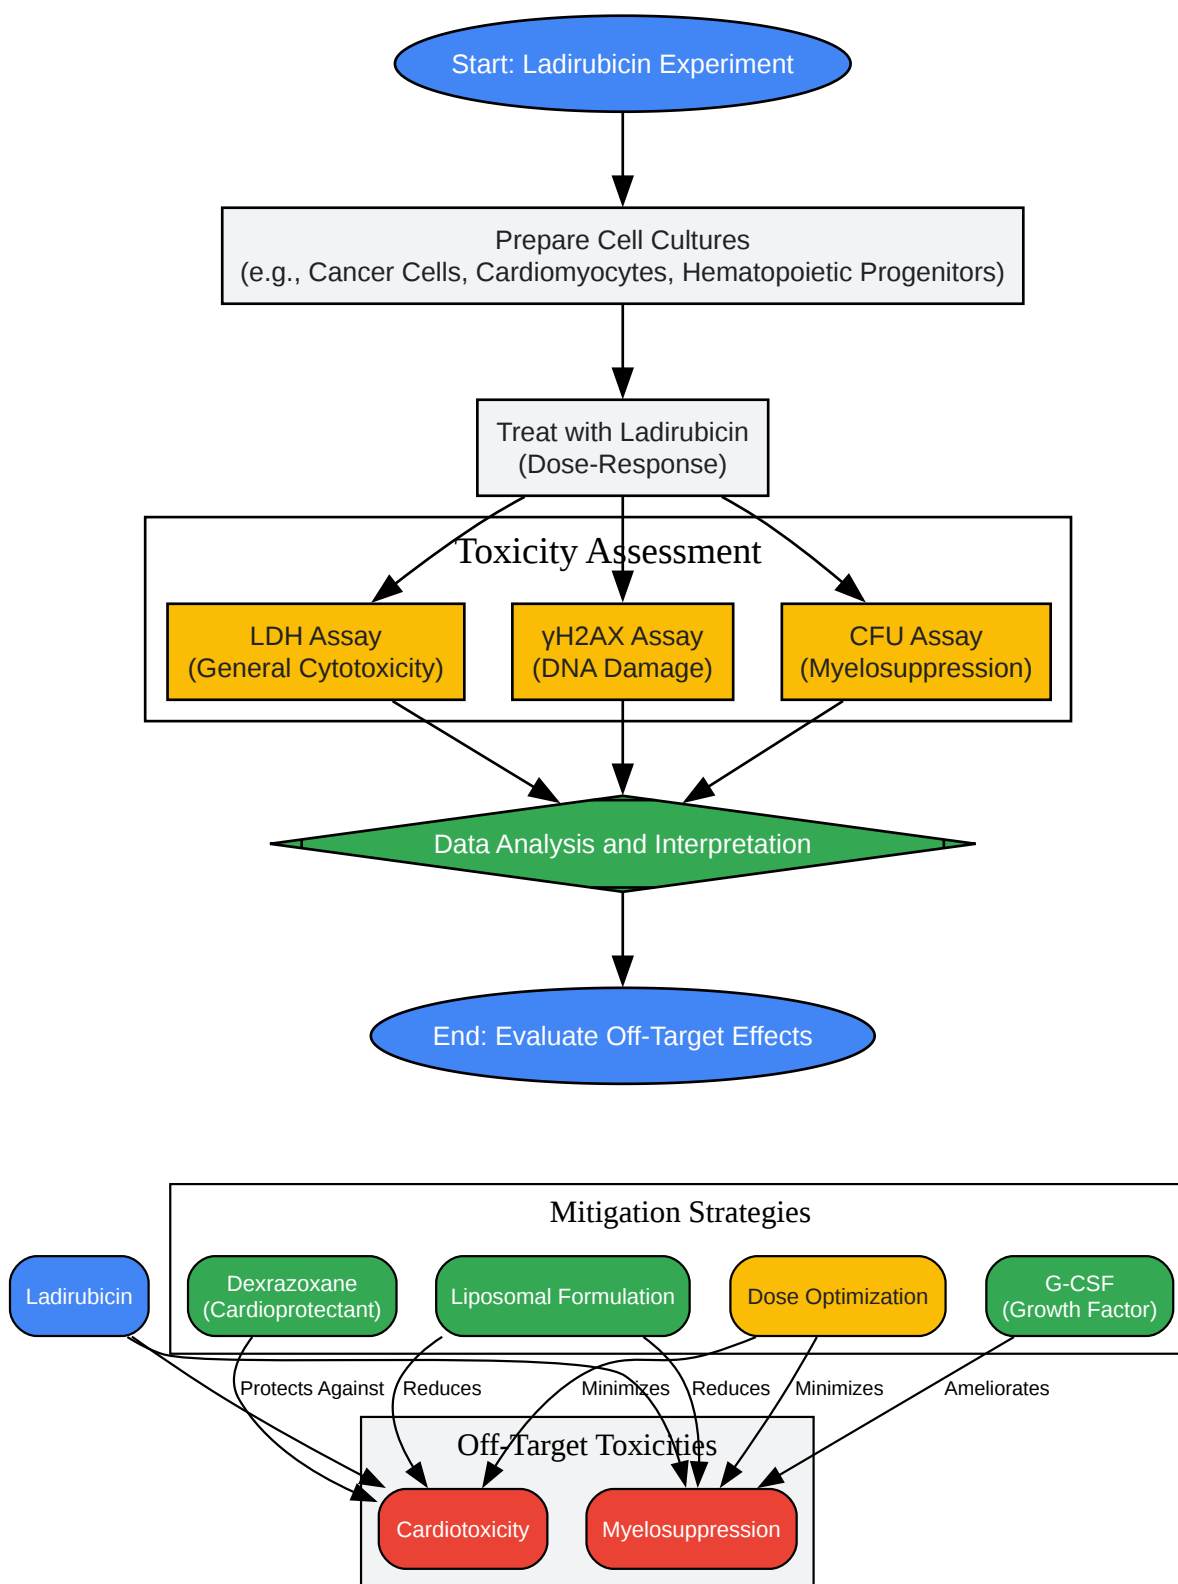 Start: Ladirubicin Experiment
Prepare Cell Cultures
(e.g., Cancer Cells, Cardiomyocytes, Hematopoietic Progenitors)
Treat with Ladirubicin
(Dose-Response)
Toxicity Assessment
LDH Assay
(General Cytotoxicity)
γH2AX Assay
(DNA Damage)
CFU Assay
(Myelosuppression)
Data Analysis and Interpretation
End: Evaluate Off-Target Effects
Mitigation Strategies
Ladirubicin
Dexrazoxane
(Cardioprotectant)
Liposomal Formulation
Dose Optimization
G-CSF
(Growth Factor)
Protects Against
Reduces
Minimizes
Reduces
Minimizes
Ameliorates
Off-Target Toxicities
Cardiotoxicity
Myelosuppression